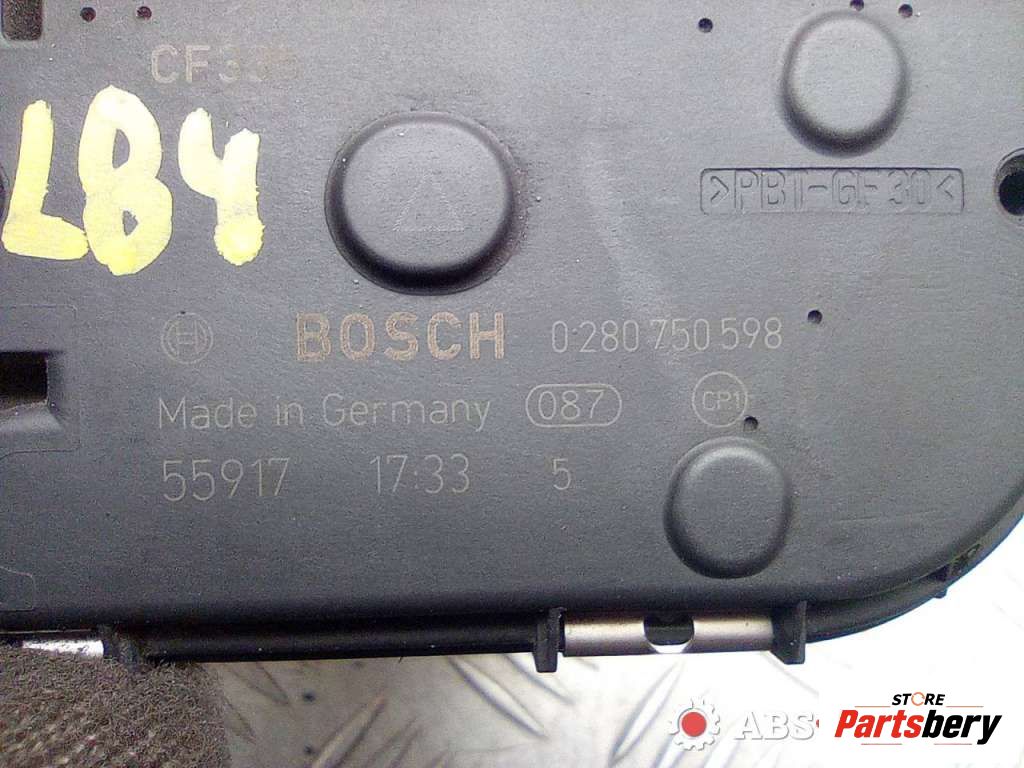 LB4
>PBT-GF30<
BOSCH 0 280 750 598
Made in Germany 087 CP1
55917 17:33 5
ABS
STORE
Partsbery